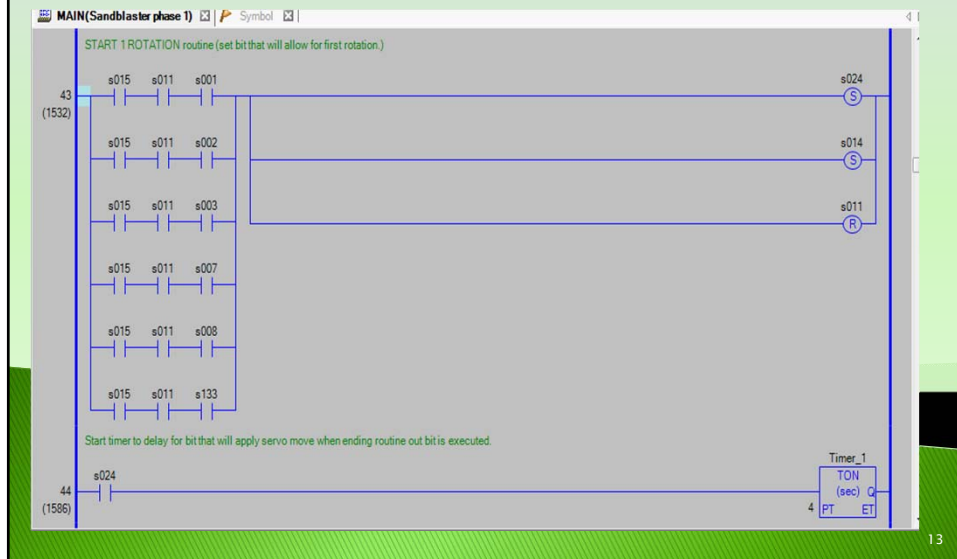 MAIN(Sandblaster phase 1) Symbol
START 1 ROTATION routine (set bit that will allow for first rotation.)
s015 s011 s001 s024
43 S
(1532)
s015 s011 s002 s014
S
s015 s011 s003 s011
R
s015 s011 s007
s015 s011 s008
s015 s011 s133
Start timer to delay for bit that will apply servo move when ending routine out bit is executed.
Timer_1
s024 TON
44 (sec) Q
(1586) 4 PT ET
13